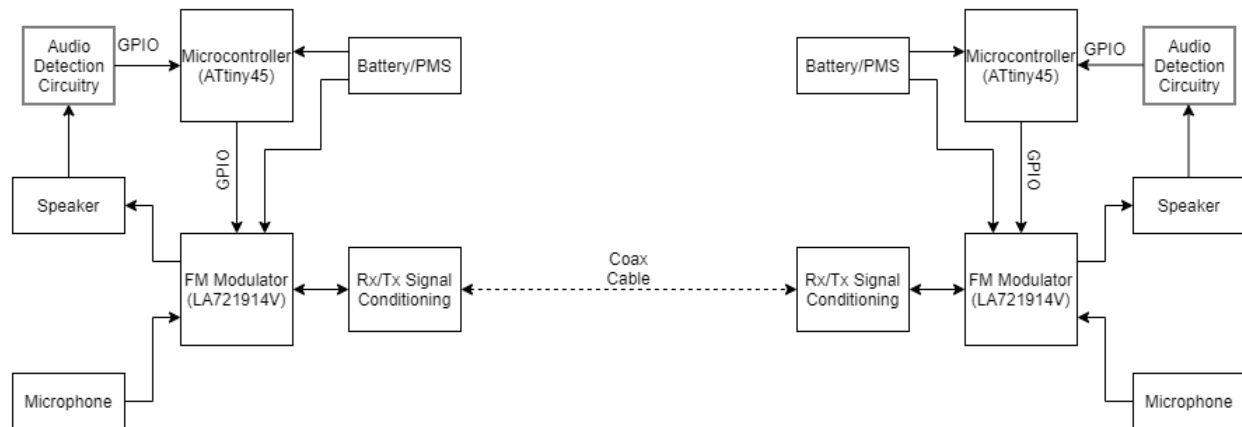 Audio
Detection
Circuitry
GPIO
Microcontroller
(ATtiny45)
Battery/PMS
GPIO
Speaker
FM Modulator
(LA721914V)
Rx/Tx Signal
Conditioning
Microphone
Coax
Cable
Battery/PMS
Microcontroller
(ATtiny45)
GPIO
Audio
Detection
Circuitry
GPIO
Speaker
Rx/Tx Signal
Conditioning
FM Modulator
(LA721914V)
Microphone